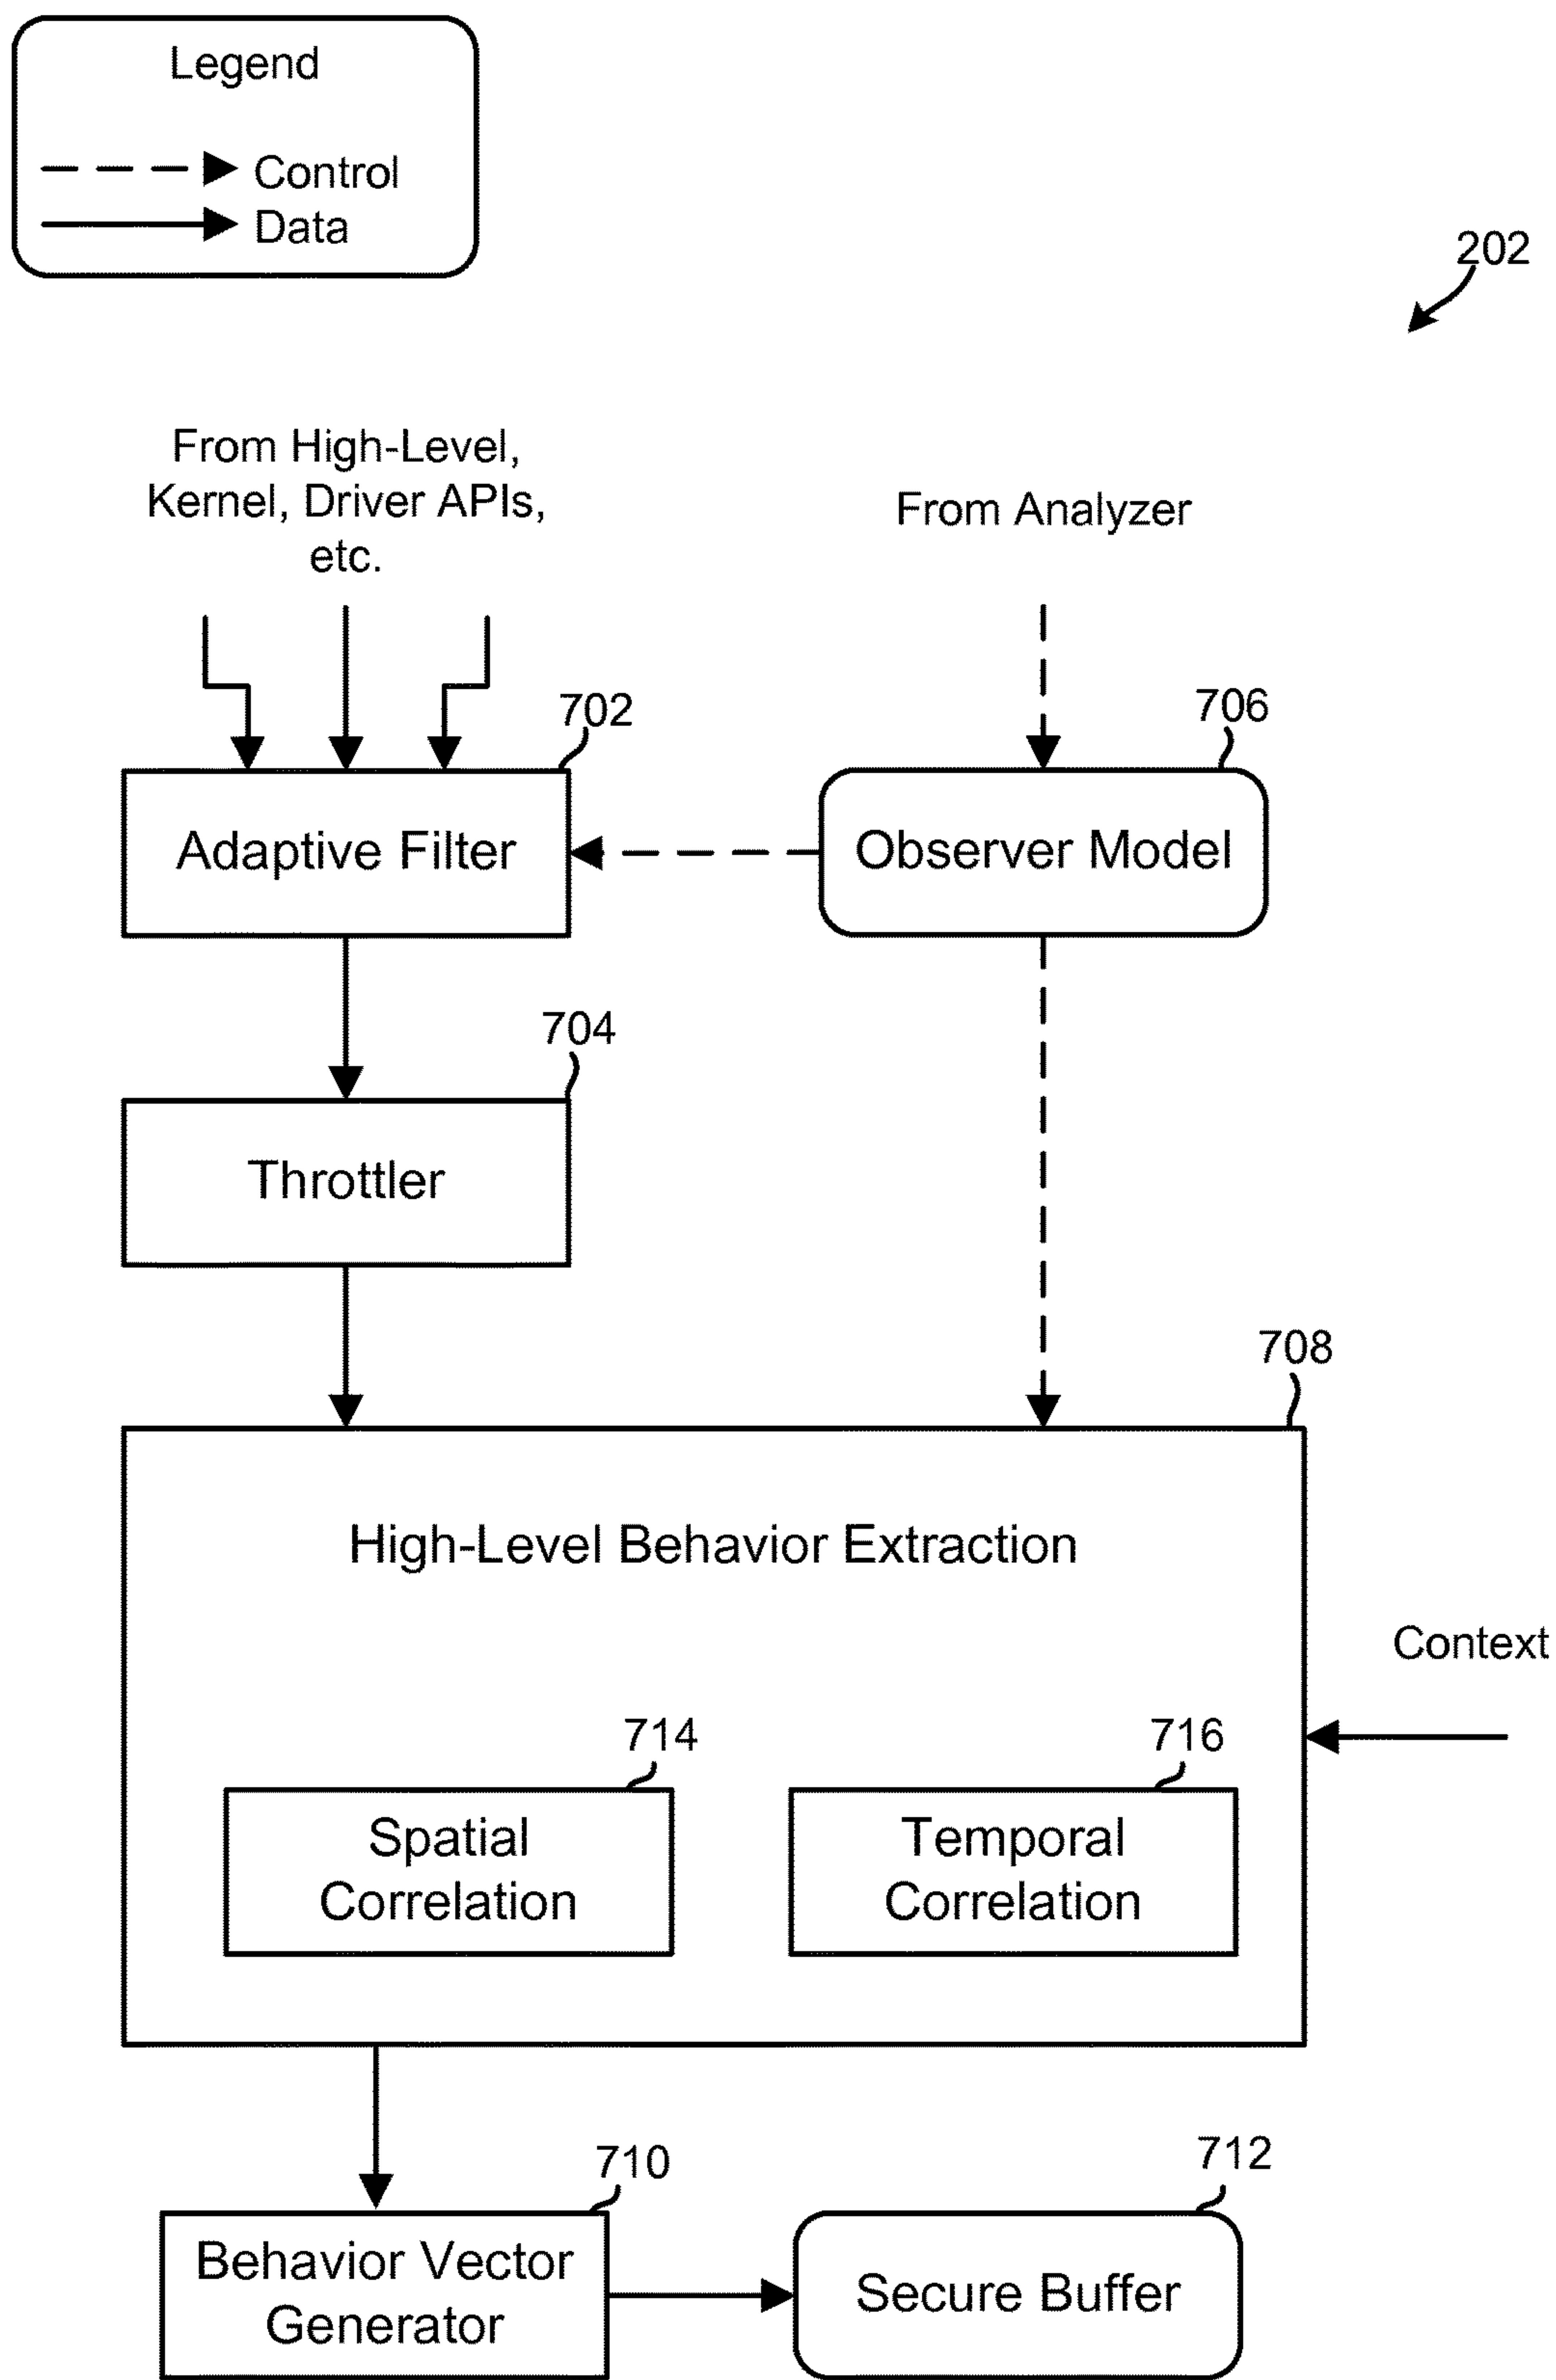 Legend
Control
Data
202
From High-Level,
Kernel, Driver APIs,
etc.
From Analyzer
702
706
Adaptive Filter
Observer Model
704
Throttler
708
High-Level Behavior Extraction
Context
714
716
Spatial
Correlation
Temporal
Correlation
710
712
Behavior Vector
Generator
Secure Buffer